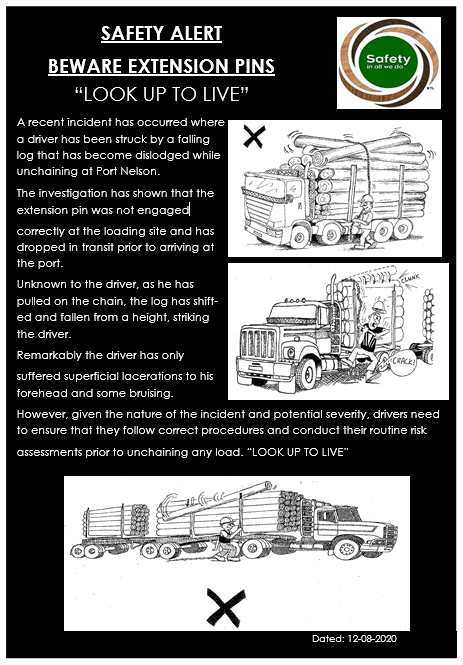 SAFETY ALERT
BEWARE EXTENSION PINS
“LOOK UP TO LIVE”
Safety
in all we do
A recent incident has occurred where
a driver has been struck by a falling
log that has become dislodged while
unchaining at Port Nelson.
The investigation has shown that the
extension pin was not engaged
correctly at the loading site and has
dropped in transit prior to arriving at
the port.
Unknown to the driver, as he has
pulled on the chain, the log has shift-
ed and fallen from a height, striking
the driver.
Remarkably the driver has only
suffered superficial lacerations to his
forehead and some bruising.
CLUNK
CRACK!
However, given the nature of the incident and potential severity, drivers need
to ensure that they follow correct procedures and conduct their routine risk
assessments prior to unchaining any load. “LOOK UP TO LIVE”
Dated: 12-08-2020